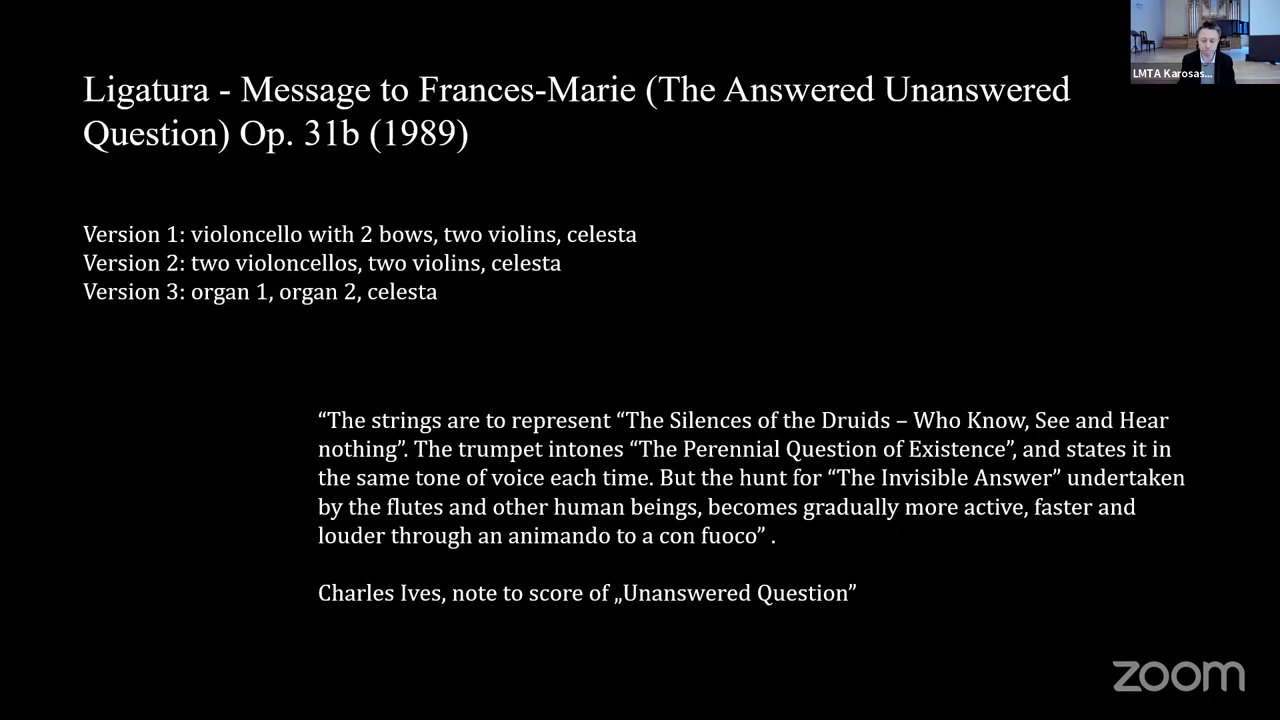 LMTA Karosas...
Ligatura - Message to Frances-Marie (The Answered Unanswered
Question) Op. 31b (1989)
Version 1: violoncello with 2 bows, two violins, celesta
Version 2: two violoncellos, two violins, celesta
Version 3: organ 1, organ 2, celesta
“The strings are to represent “The Silences of the Druids – Who Know, See and Hear
nothing”. The trumpet intones “The Perennial Question of Existence”, and states it in
the same tone of voice each time. But the hunt for “The Invisible Answer” undertaken
by the flutes and other human beings, becomes gradually more active, faster and
louder through an animando to a con fuoco” .
Charles Ives, note to score of „Unanswered Question”
zoom